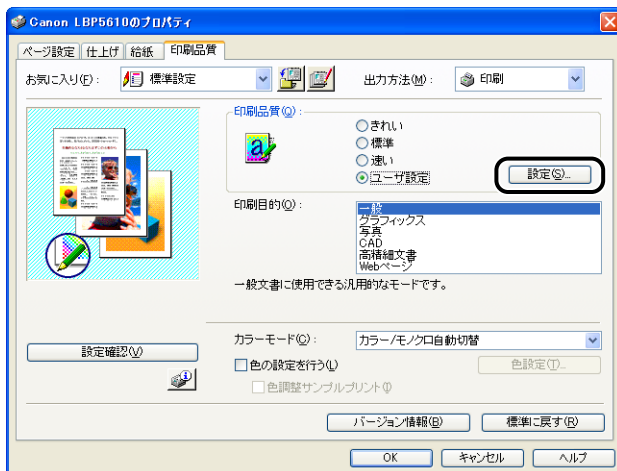 Canon LBP5610のプロパティ
ページ設定 仕上げ 給紙 印刷品質
お気に入り(F): 標準設定 出力方法(M): 印刷
印刷品質(Q):
きれい
標準
速い
ユーザ設定 設定(S)...
印刷目的(O): 一般
グラフィックス
写真
CAD
高精細文書
Webページ
一般文書に使用できる汎用的なモードです。
カラーモード(C): カラー/モノクロ自動切替
設定確認(V)
色の設定を行う(L) 色設定(T)...
色調整サンプルプリント(I)
バージョン情報(B) 標準に戻す(R)
OK キャンセル ヘルプ